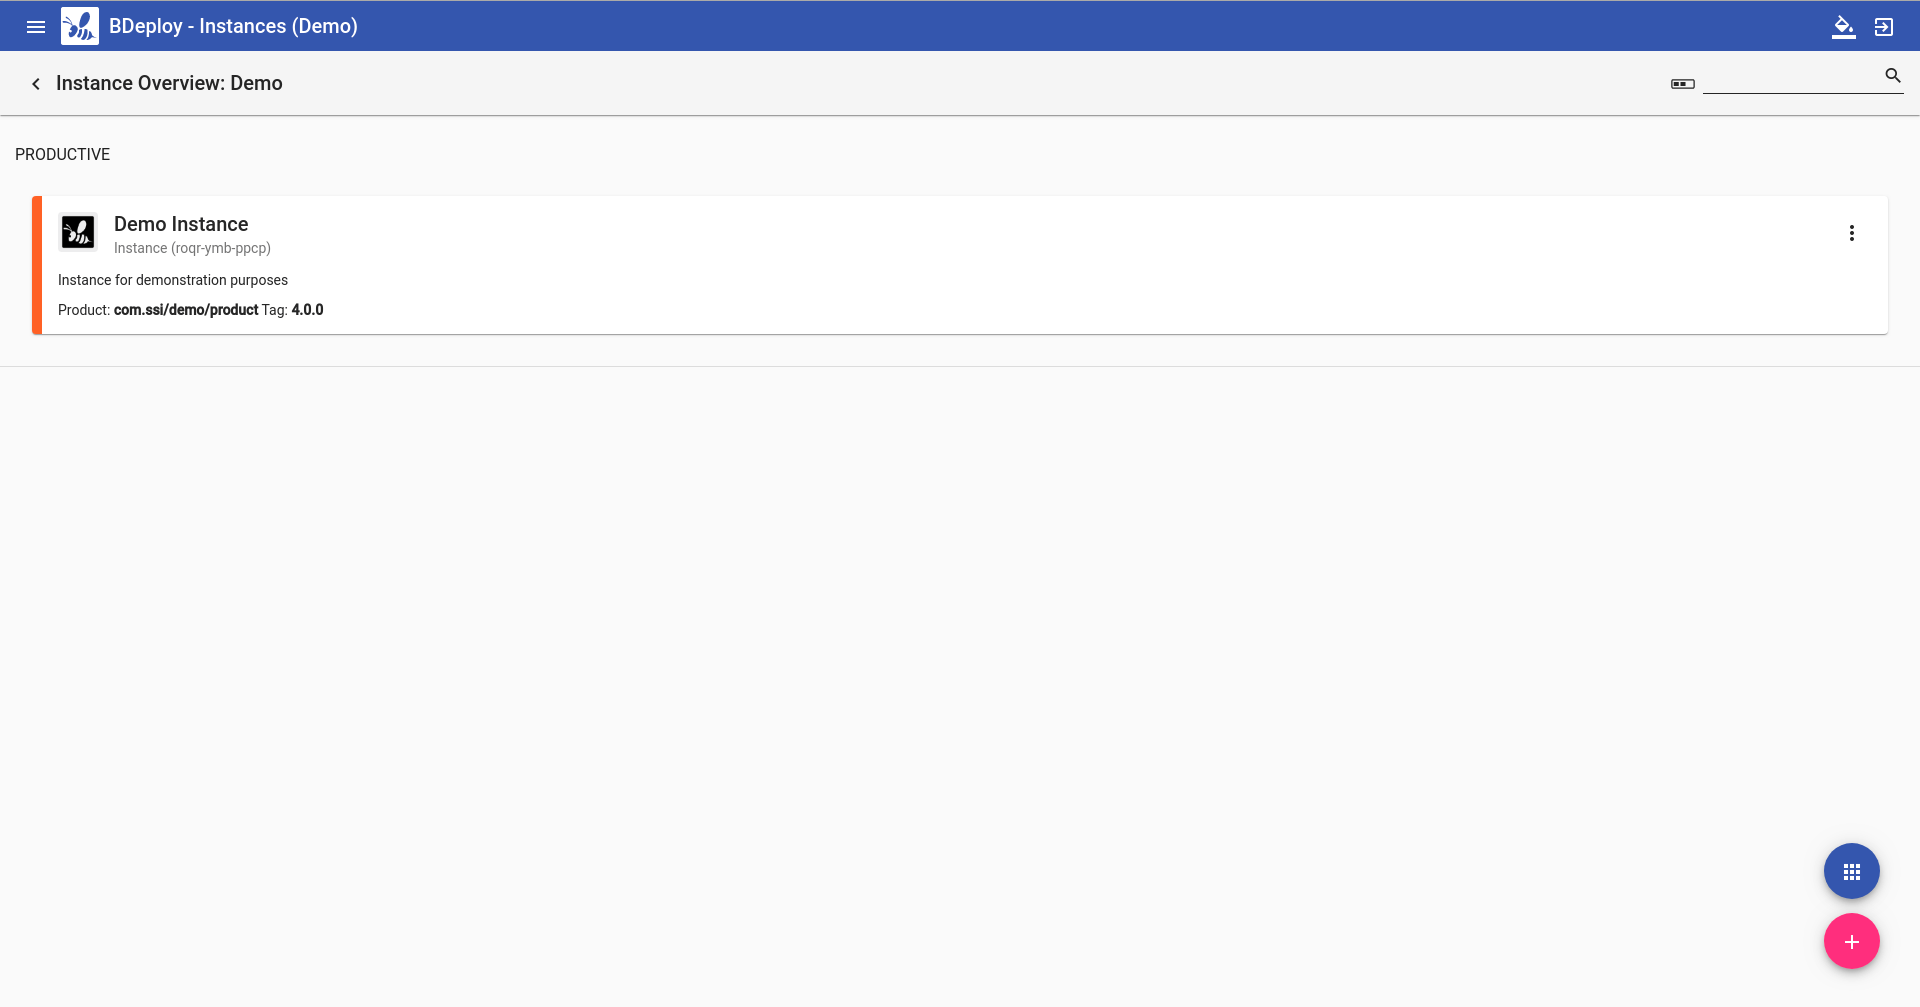 BDeploy - Instances (Demo)
Instance Overview: Demo
PRODUCTIVE
Demo Instance
Instance (roqr-ymb-ppcp)
Instance for demonstration purposes
Product: com.ssi/demo/product Tag: 4.0.0